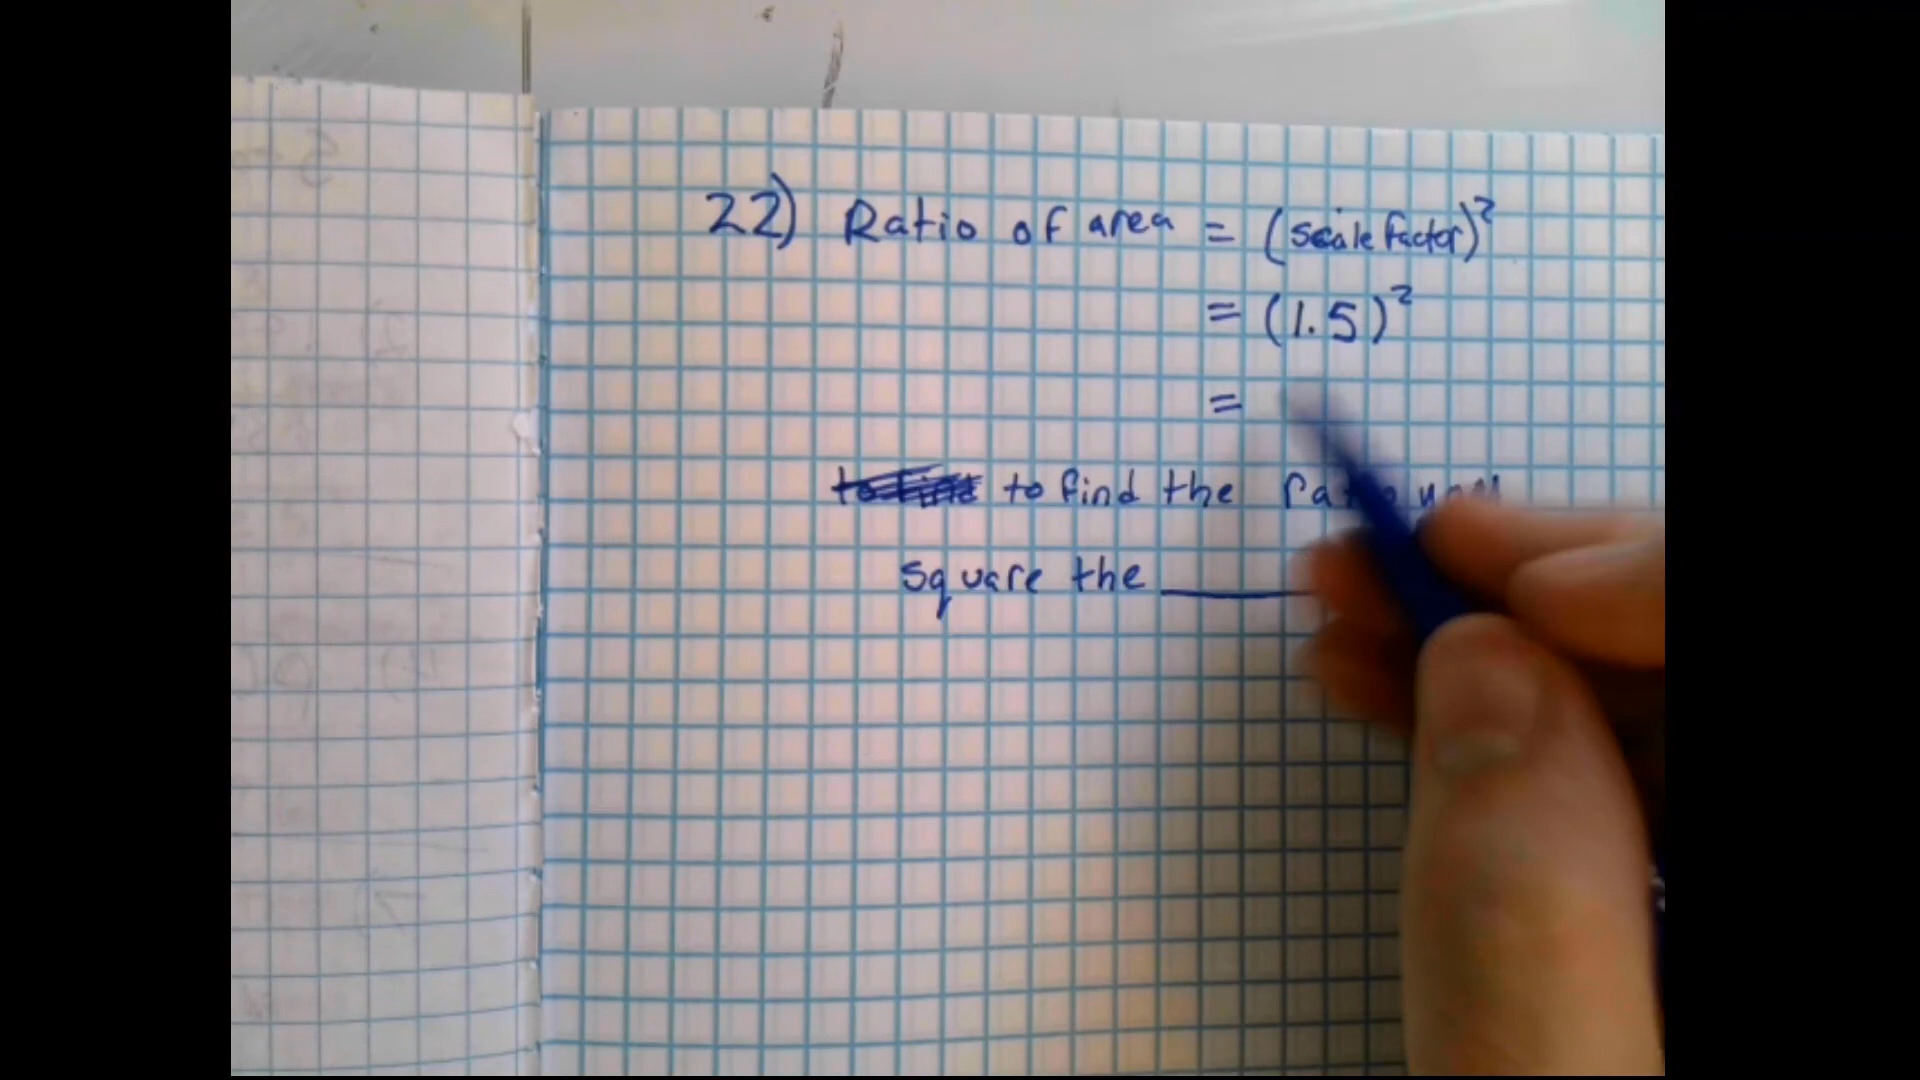 22) Ratio of area = (scale factor)²
= (1.5)²
=
to find the
square the